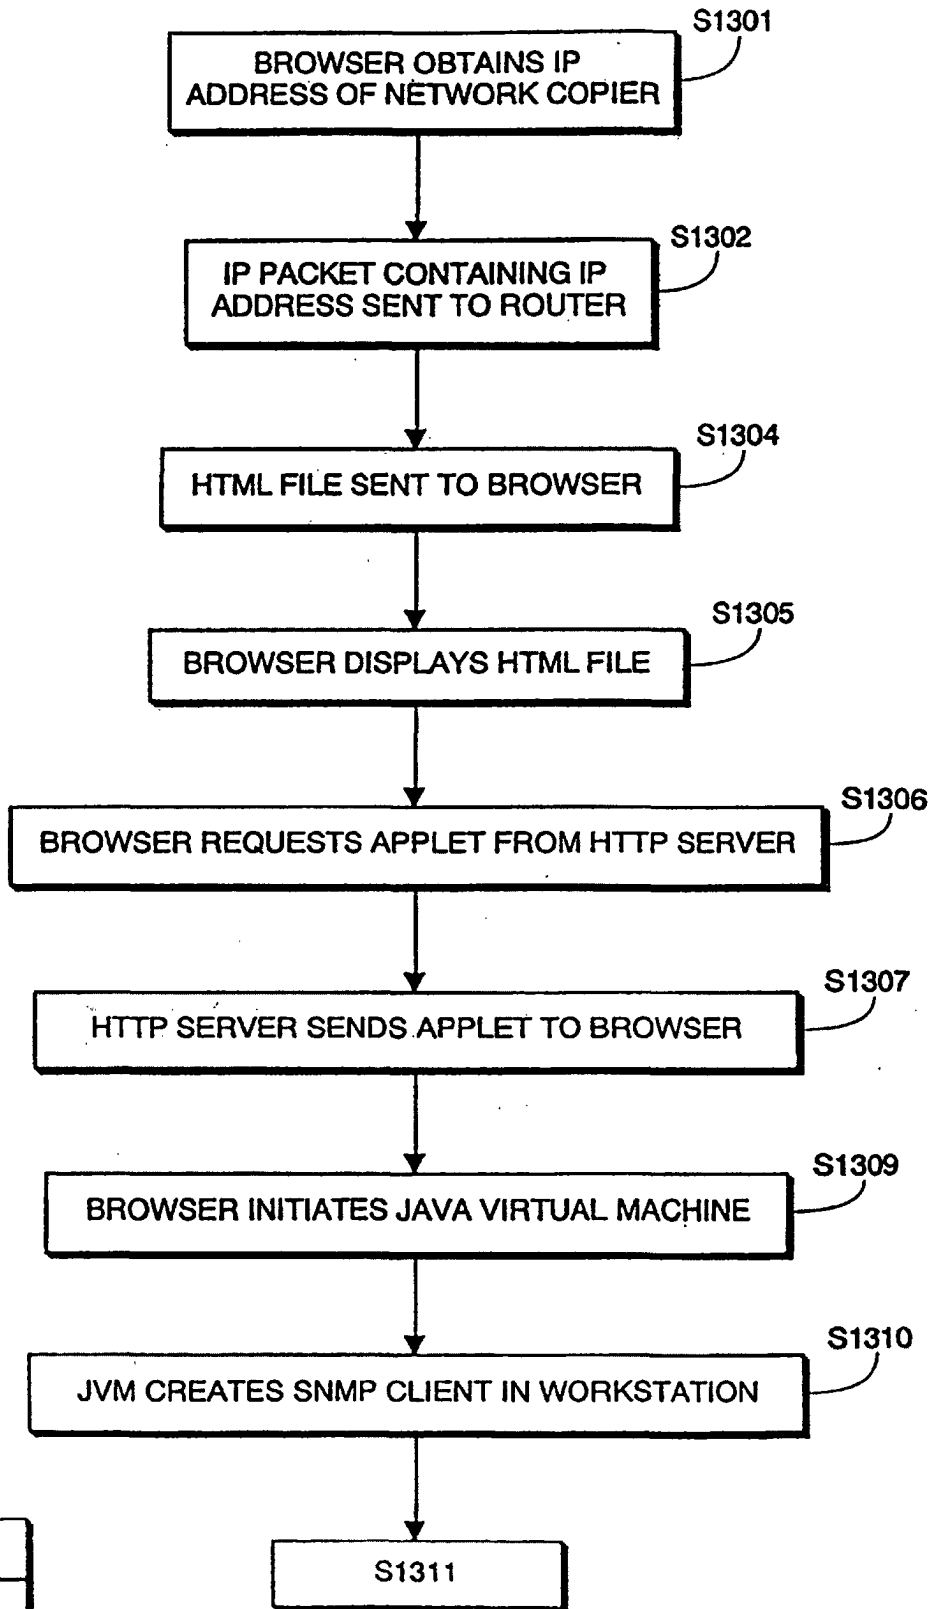 S1301
BROWSER OBTAINS IP
ADDRESS OF NETWORK COPIER
S1302
IP PACKET CONTAINING IP
ADDRESS SENT TO ROUTER
S1304
HTML FILE SENT TO BROWSER
S1305
BROWSER DISPLAYS HTML FILE
S1306
BROWSER REQUESTS APPLET FROM HTTP SERVER
S1307
HTTP SERVER SENDS APPLET TO BROWSER
S1309
BROWSER INITIATES JAVA VIRTUAL MACHINE
S1310
JVM CREATES SNMP CLIENT IN WORKSTATION
S1311